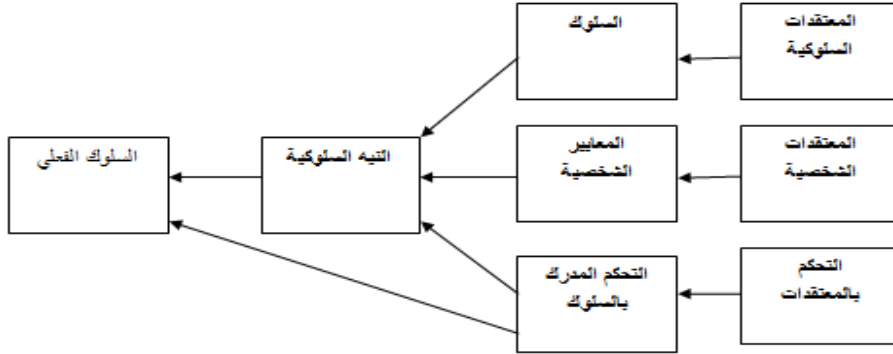 المعتقدات
السلوكية
السلوك
المعتقدات
الشخصية
المعايير
الشخصية
النيه السلوكية
السلوك الفعلي
التحكم
بالمعتقدات
التحكم المدرك
بالسلوك